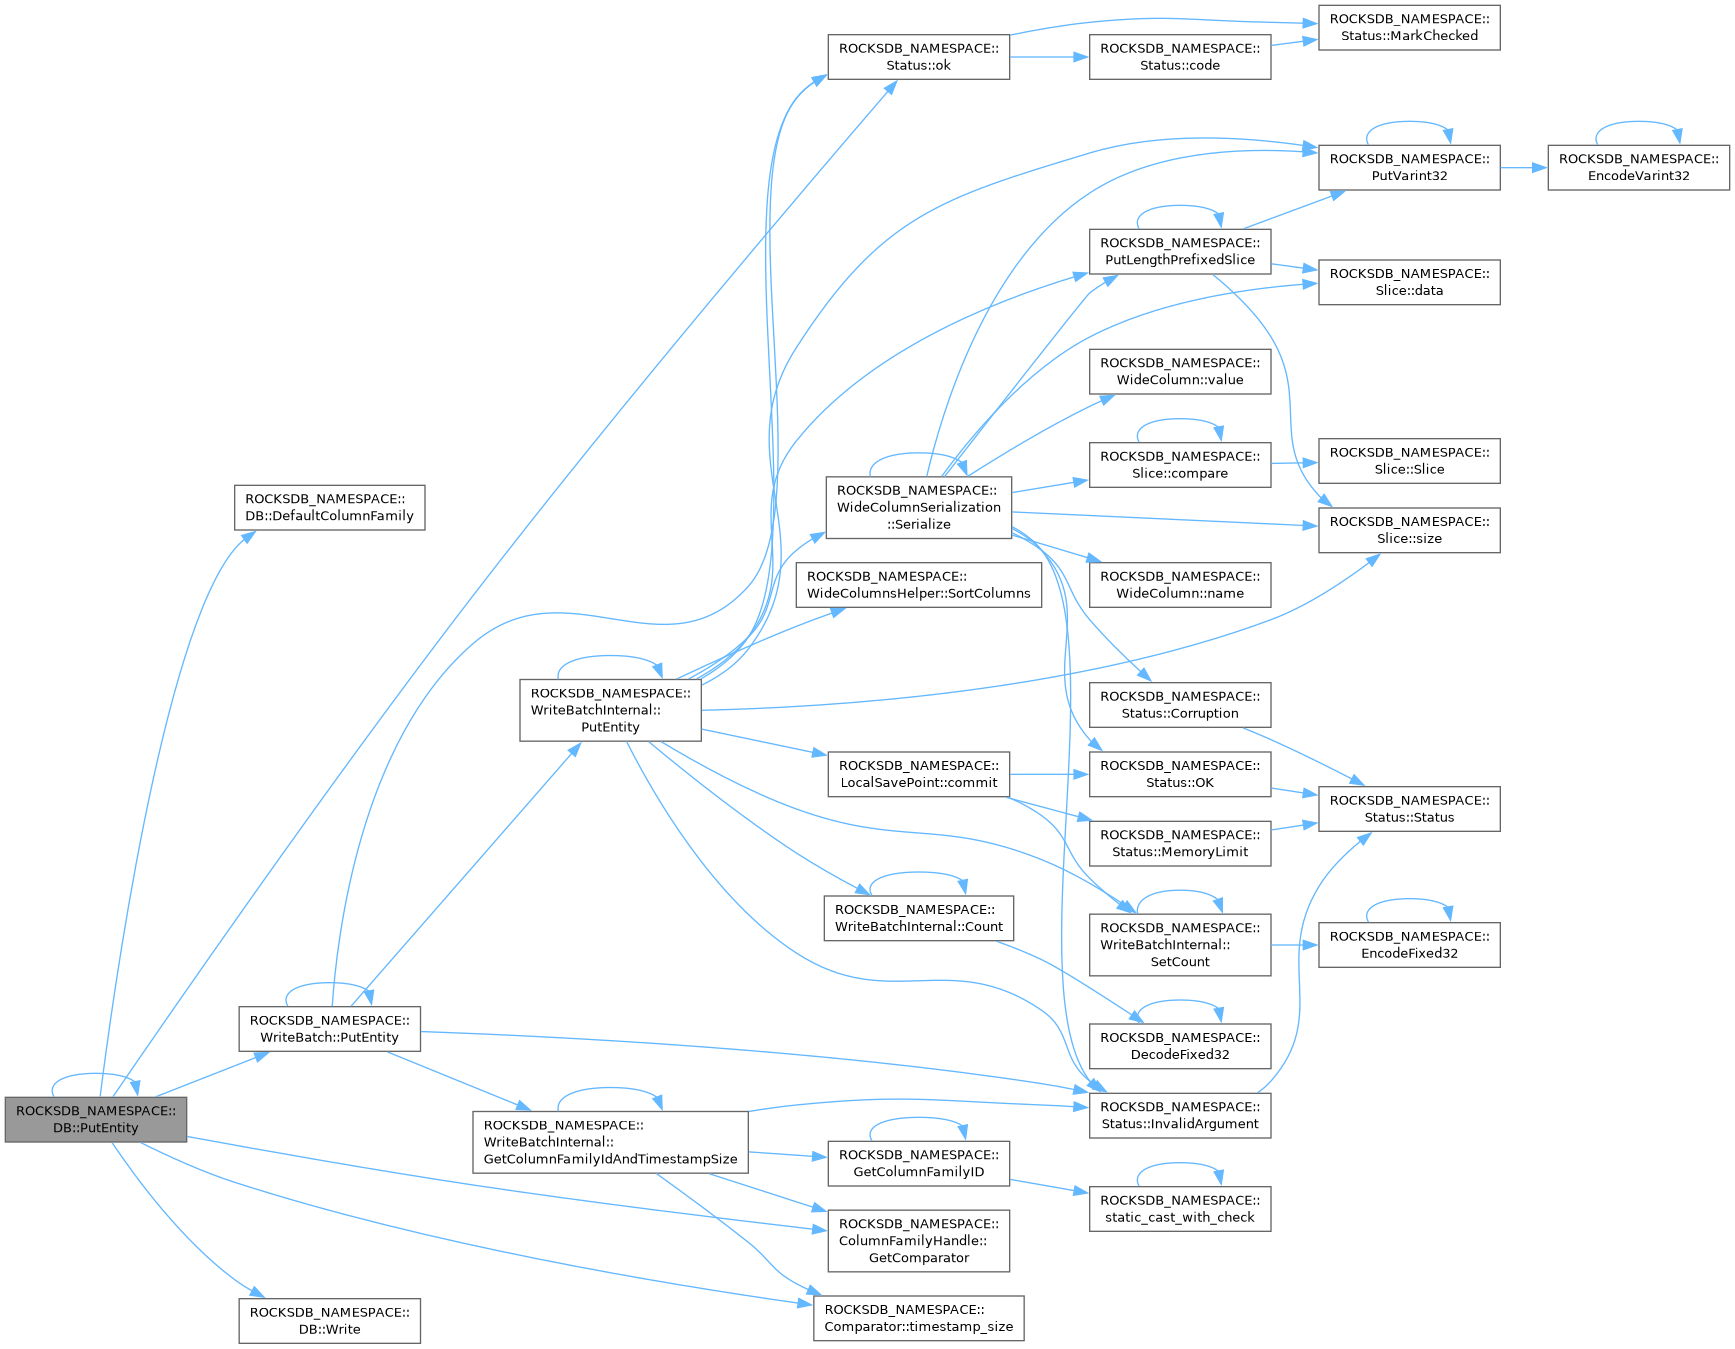 ROCKSDB_NAMESPACE::
DB::PutEntity
ROCKSDB_NAMESPACE::
DB::DefaultColumnFamily
ROCKSDB_NAMESPACE::
WriteBatch::PutEntity
ROCKSDB_NAMESPACE::
DB::Write
ROCKSDB_NAMESPACE::
WriteBatchInternal::
PutEntity
ROCKSDB_NAMESPACE::
WriteBatchInternal::
GetColumnFamilyIdAndTimestampSize
ROCKSDB_NAMESPACE::
Status::ok
ROCKSDB_NAMESPACE::
WideColumnSerialization
::Serialize
ROCKSDB_NAMESPACE::
WideColumnsHelper::SortColumns
ROCKSDB_NAMESPACE::
LocalSavePoint::commit
ROCKSDB_NAMESPACE::
WriteBatchInternal::Count
ROCKSDB_NAMESPACE::
GetColumnFamilyID
ROCKSDB_NAMESPACE::
ColumnFamilyHandle::
GetComparator
ROCKSDB_NAMESPACE::
Comparator::timestamp_size
ROCKSDB_NAMESPACE::
Status::code
ROCKSDB_NAMESPACE::
PutLengthPrefixedSlice
ROCKSDB_NAMESPACE::
WideColumn::value
ROCKSDB_NAMESPACE::
Slice::compare
ROCKSDB_NAMESPACE::
WideColumn::name
ROCKSDB_NAMESPACE::
Status::Corruption
ROCKSDB_NAMESPACE::
Status::OK
ROCKSDB_NAMESPACE::
Status::MemoryLimit
ROCKSDB_NAMESPACE::
WriteBatchInternal::
SetCount
ROCKSDB_NAMESPACE::
DecodeFixed32
ROCKSDB_NAMESPACE::
Status::InvalidArgument
ROCKSDB_NAMESPACE::
static_cast_with_check
ROCKSDB_NAMESPACE::
Status::MarkChecked
ROCKSDB_NAMESPACE::
PutVarint32
ROCKSDB_NAMESPACE::
Slice::data
ROCKSDB_NAMESPACE::
Slice::Slice
ROCKSDB_NAMESPACE::
Slice::size
ROCKSDB_NAMESPACE::
Status::Status
ROCKSDB_NAMESPACE::
EncodeFixed32
ROCKSDB_NAMESPACE::
EncodeVarint32